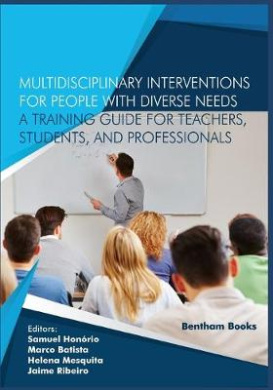 MULTIDISCIPLINARY INTERVENTIONS
FOR PEOPLE WITH DIVERSE NEEDS
A TRAINING GUIDE FOR TEACHERS,
STUDENTS, AND PROFESSIONALS
Bentham Books
Editors:
Samuel Honório
Marco Batista
Helena Mesquita
Jaime Ribeiro